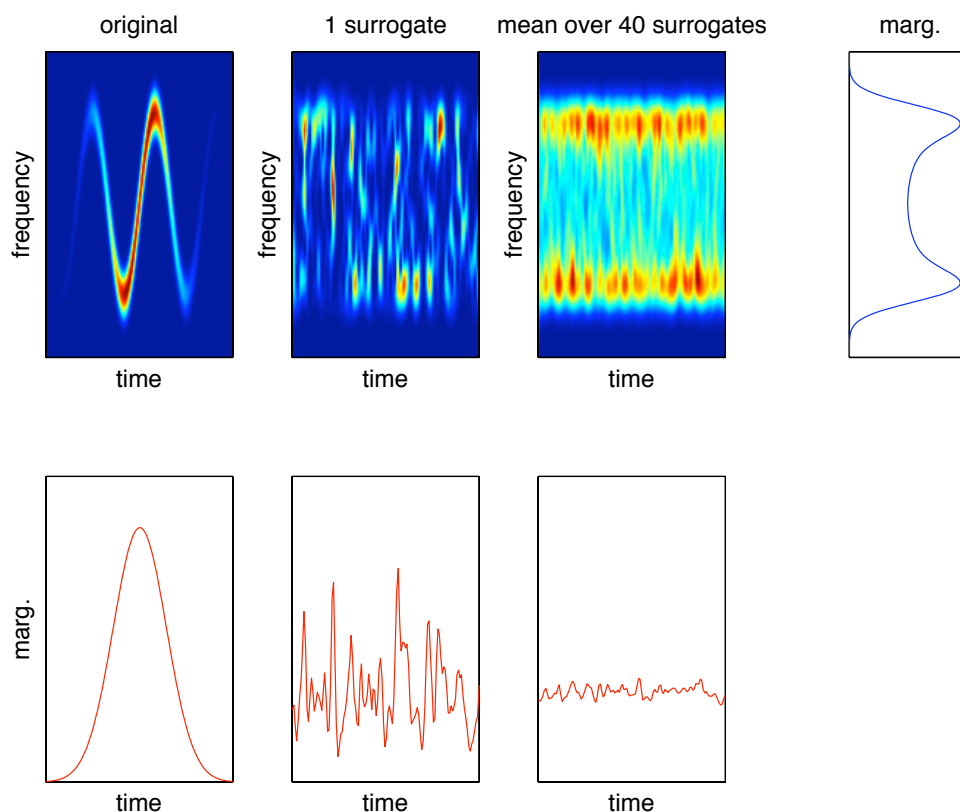 original
1 surrogate
mean over 40 surrogates
marg.
frequency
frequency
frequency
time
time
time
marg.
time
time
time